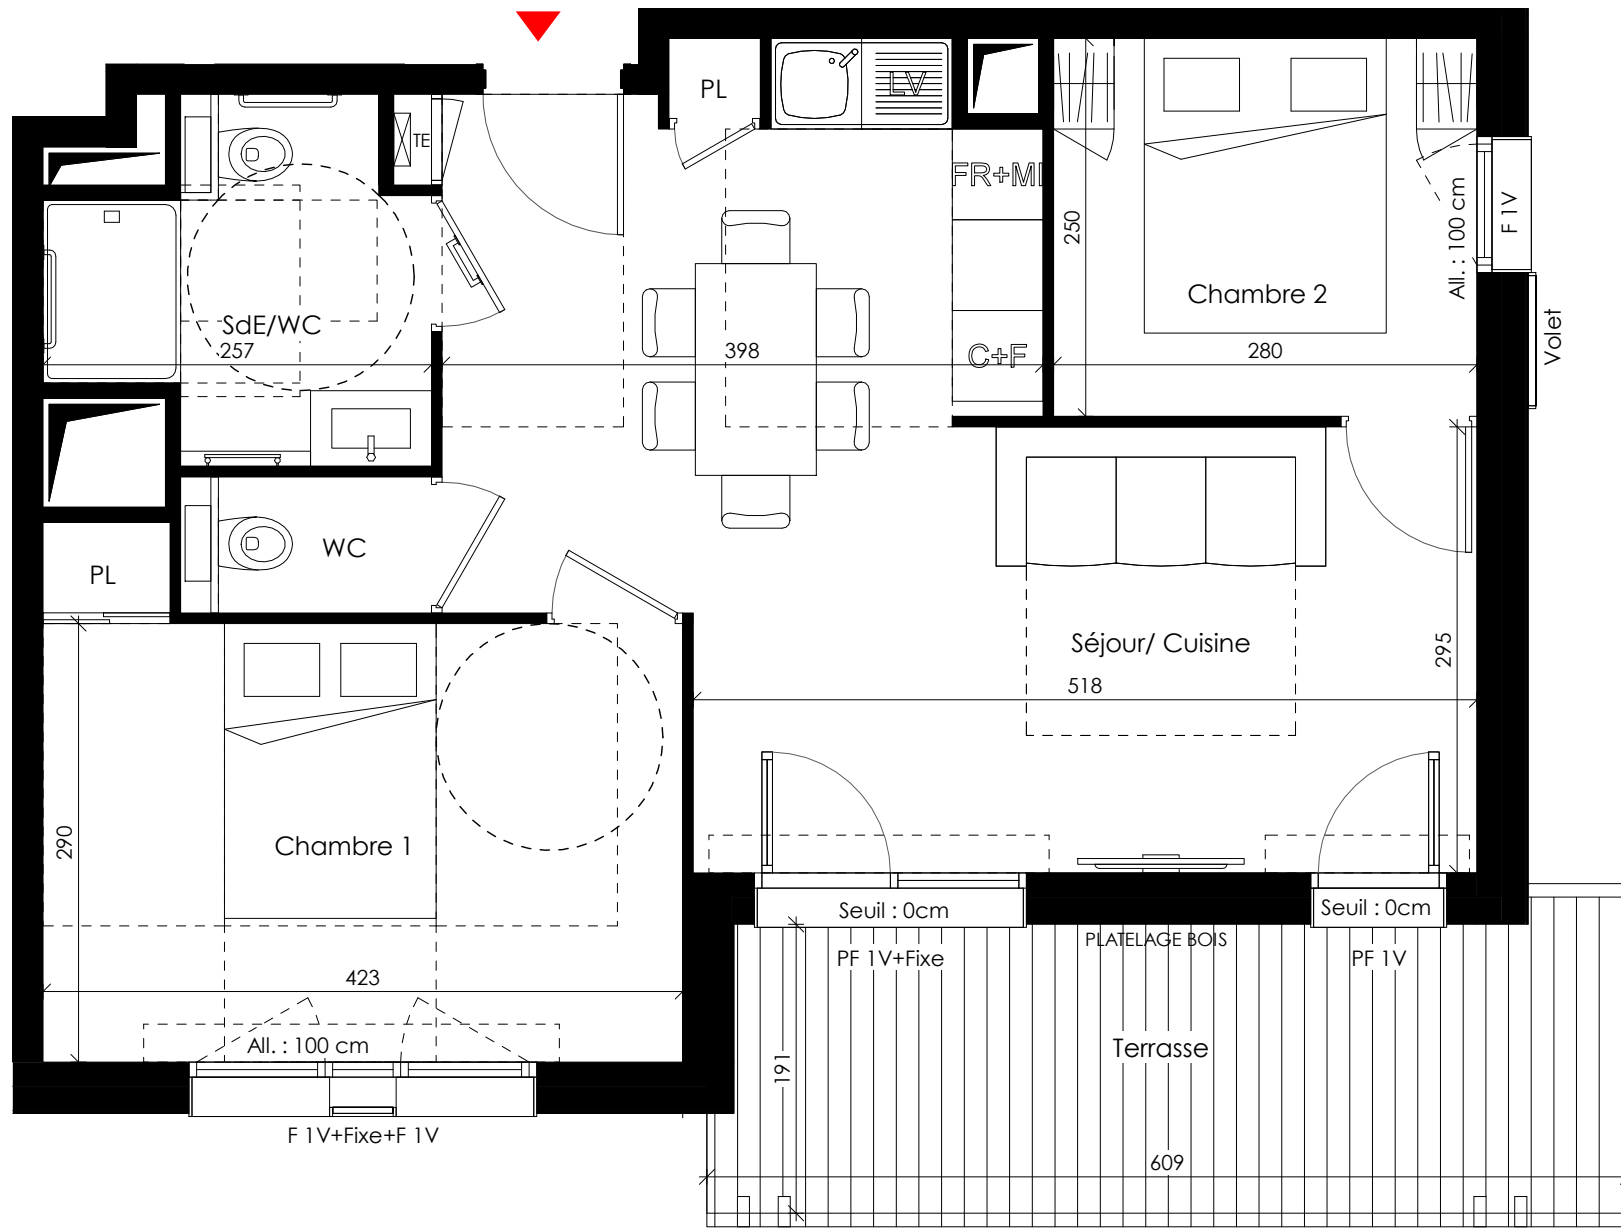 PL
LV
TE
FR+MI
250
All. : 100 cm
F 1V
Chambre 2
SdE/WC
257
398
C+F
280
Volet
WC
PL
Séjour/ Cuisine
295
518
290
Chambre 1
Seuil : 0cm
Seuil : 0cm
PLATELAGE BOIS
PF 1V+Fixe
PF 1V
423
All. : 100 cm
Terrasse
191
F 1V+Fixe+F 1V
609